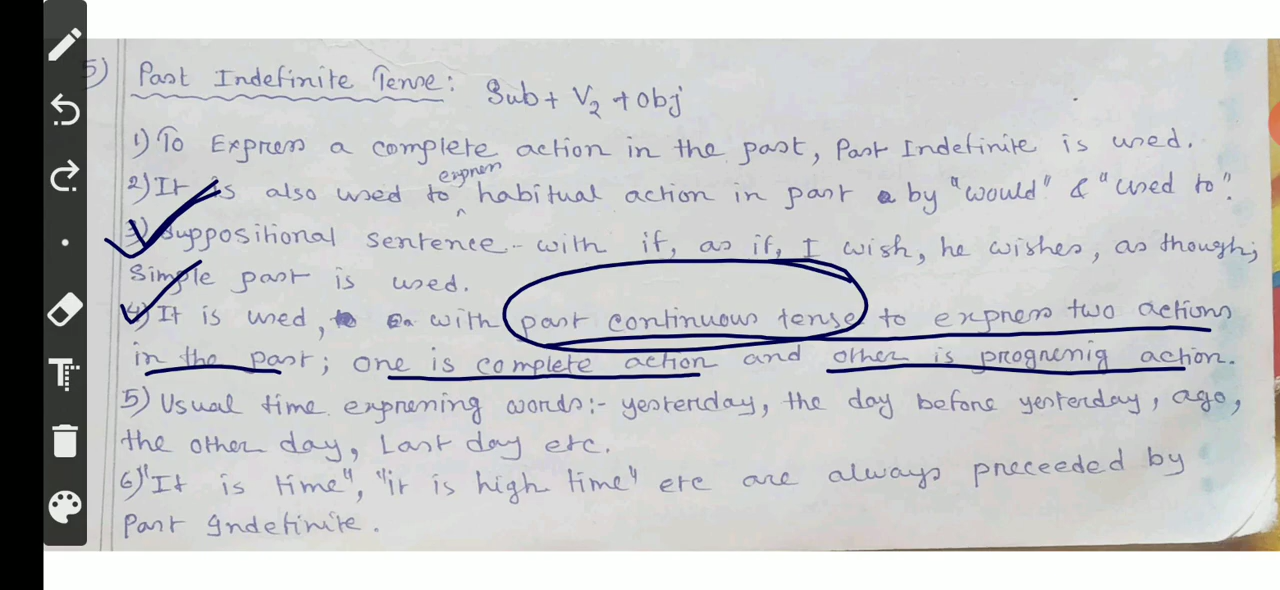 5) Past Indefinite Tense: Sub + V₂ + Obj
1) To Express a complete action in the past, Past Indefinite is used.
2) It is also used to express habitual action in past by "would" & "used to".
3) Suppositional sentence - with if, as if, I wish, he wishes, as though;
Simple past is used.
4) It is used, with past continuous tense to express two actions
in the past; one is complete action and other is progrenig action.
5) Usual time expressing words:- yesterday, the day before yesterday, ago,
the other day, Last day etc.
6) "It is time", "it is high time" etc are always preceeded by
Past Indefinite.